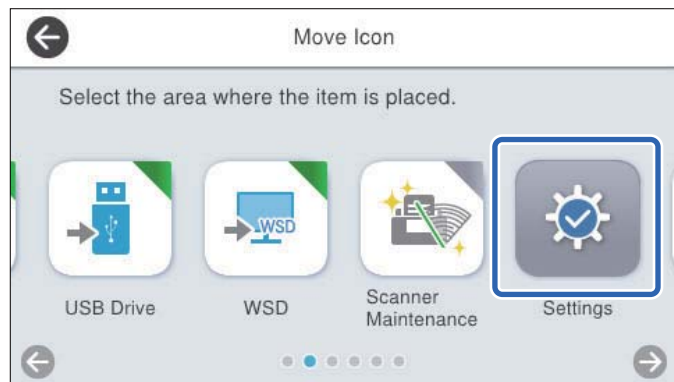 Move Icon
Select the area where the item is placed.
WSD
USB Drive
WSD
Scanner
Maintenance
Settings